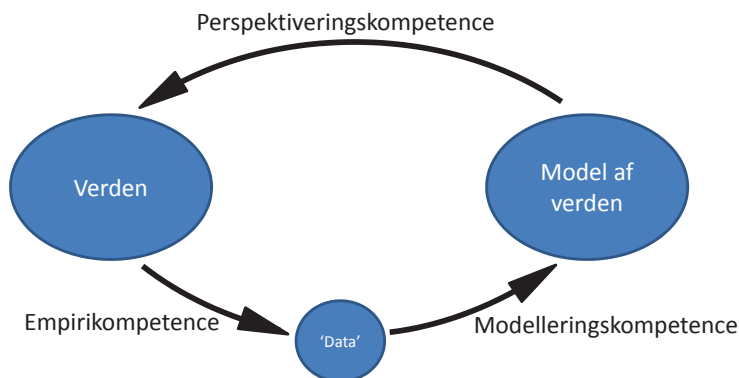 Perspektiveringskompetence
Verden
Model af
verden
Empirikompetence
‘Data’
Modelleringskompetence